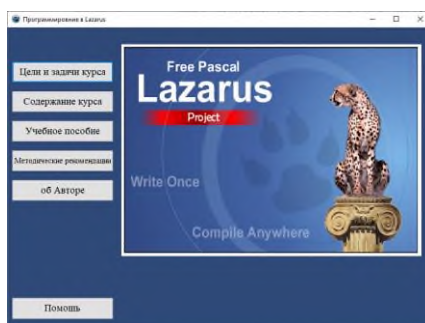 Программирование в Lazarus
Цели и задачи курса
Содержание курса
Учебное пособие
Методические рекомендации
об Авторе
Помощь
Free Pascal
Lazarus
Project
Write Once
Compile Anywhere